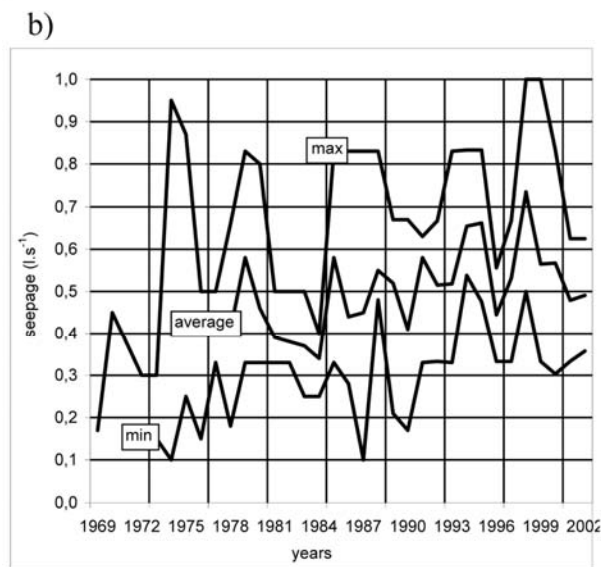 b)
1,0
0,9
0,8
0,7
0,6
0,5
0,4
0,3
0,2
0,1
0,0
seepage (l.s⁻¹)
max
average
min
1969 1972 1975 1978 1981 1984 1987 1990 1993 1996 1999 2002
years